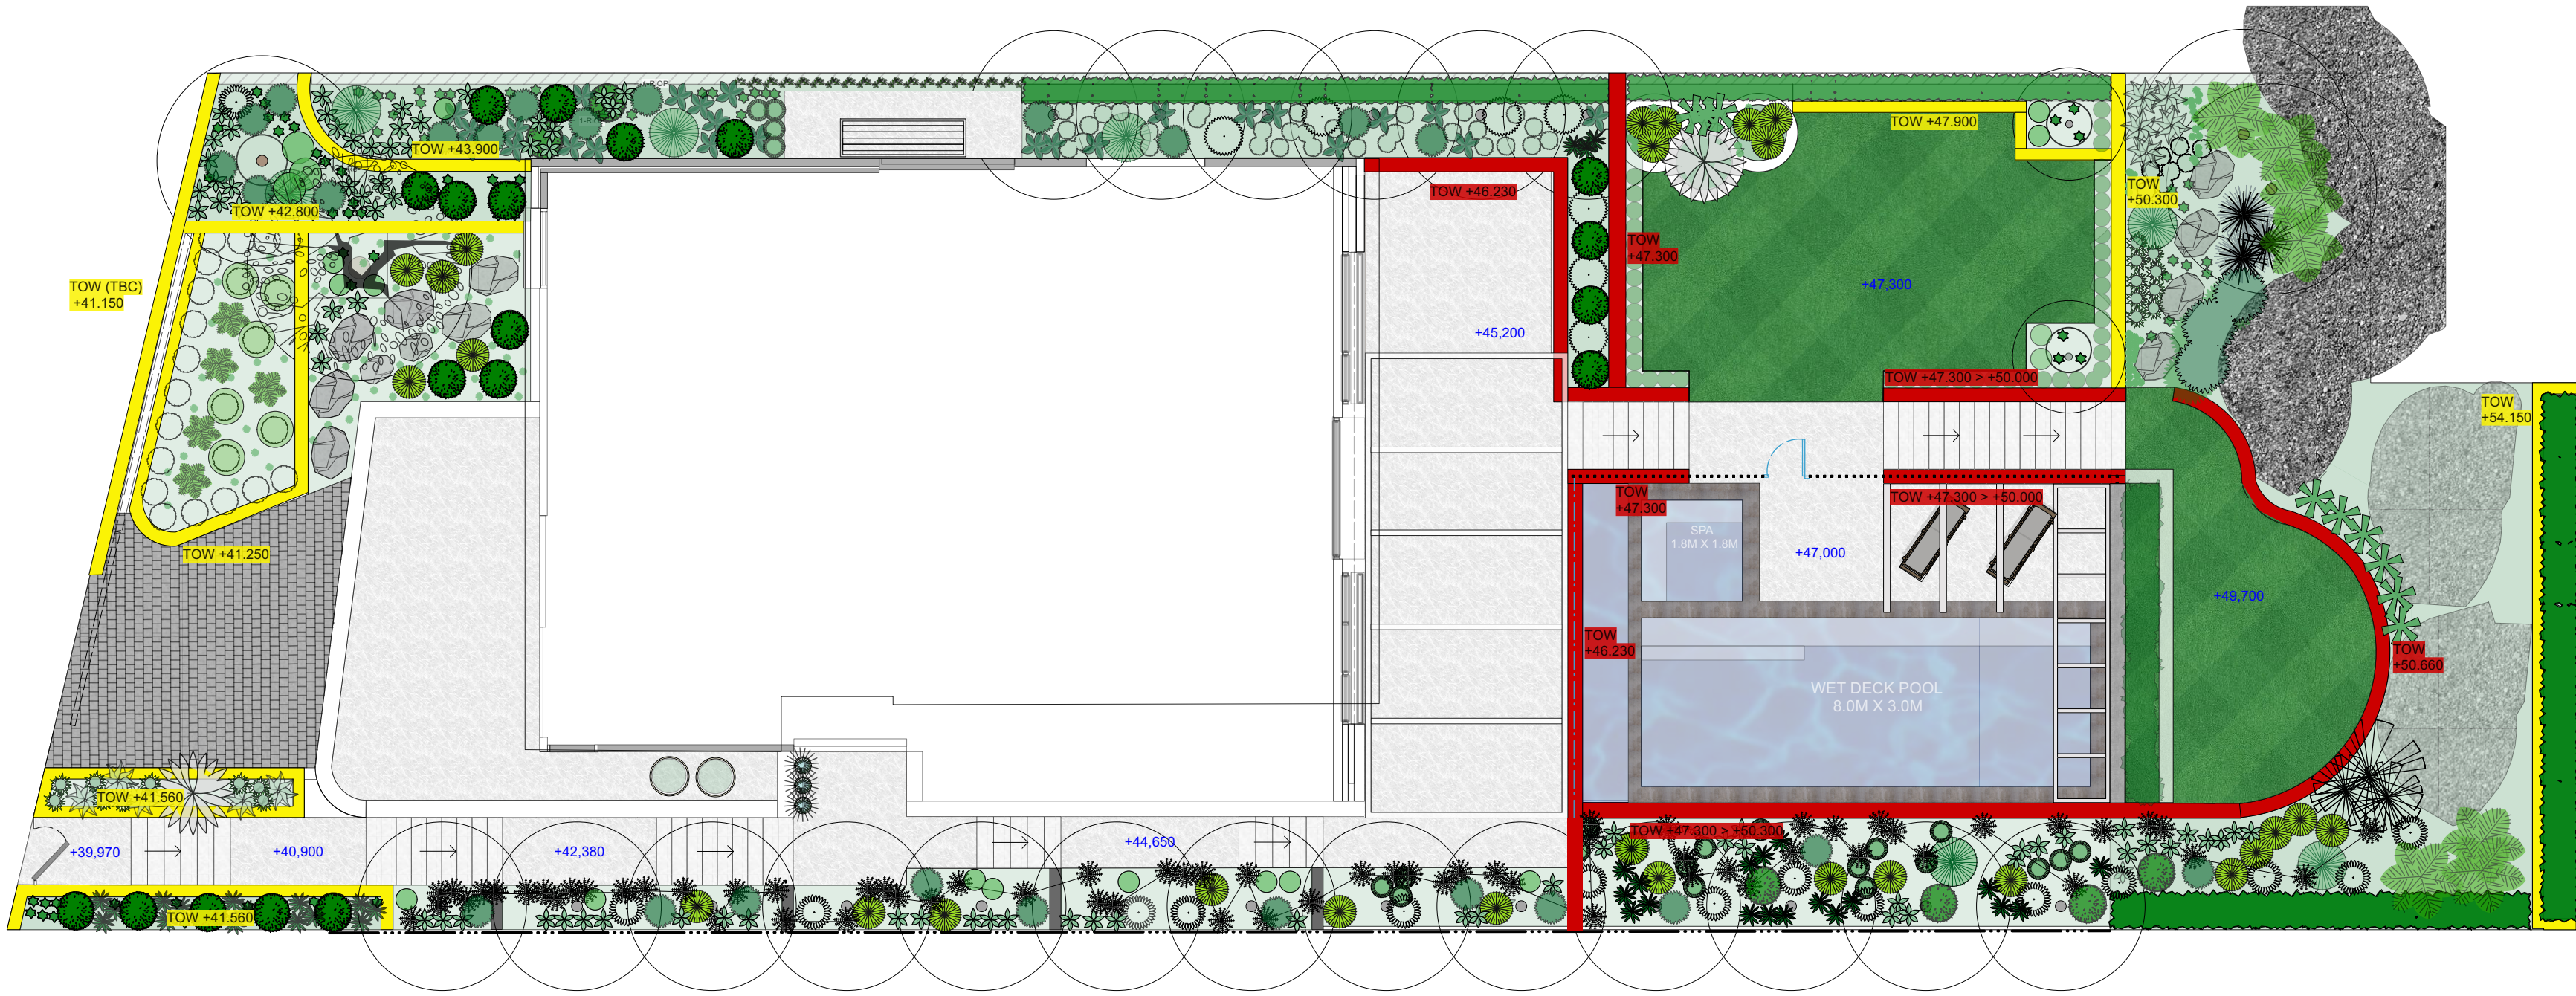 TOW +43.900
TOW +42.800
TOW (TBC)
+41.150
TOW +41.250
TOW +41.560
+39,970
+40,900
+42,380
+44,650
TOW +41.560
TOW +46.230
+45,200
TOW
+47.300
TOW +47.900
+47,300
TOW
+50.300
TOW +47.300 > +50.000
TOW
+54.150
TOW
+47.300
TOW +47.300 > +50.000
SPA
1.8M X 1.8M
+47,000
+49,700
TOW
+46.230
TOW
+50.660
WET DECK POOL
8.0M X 3.0M
TOW +47.300 > +50.300